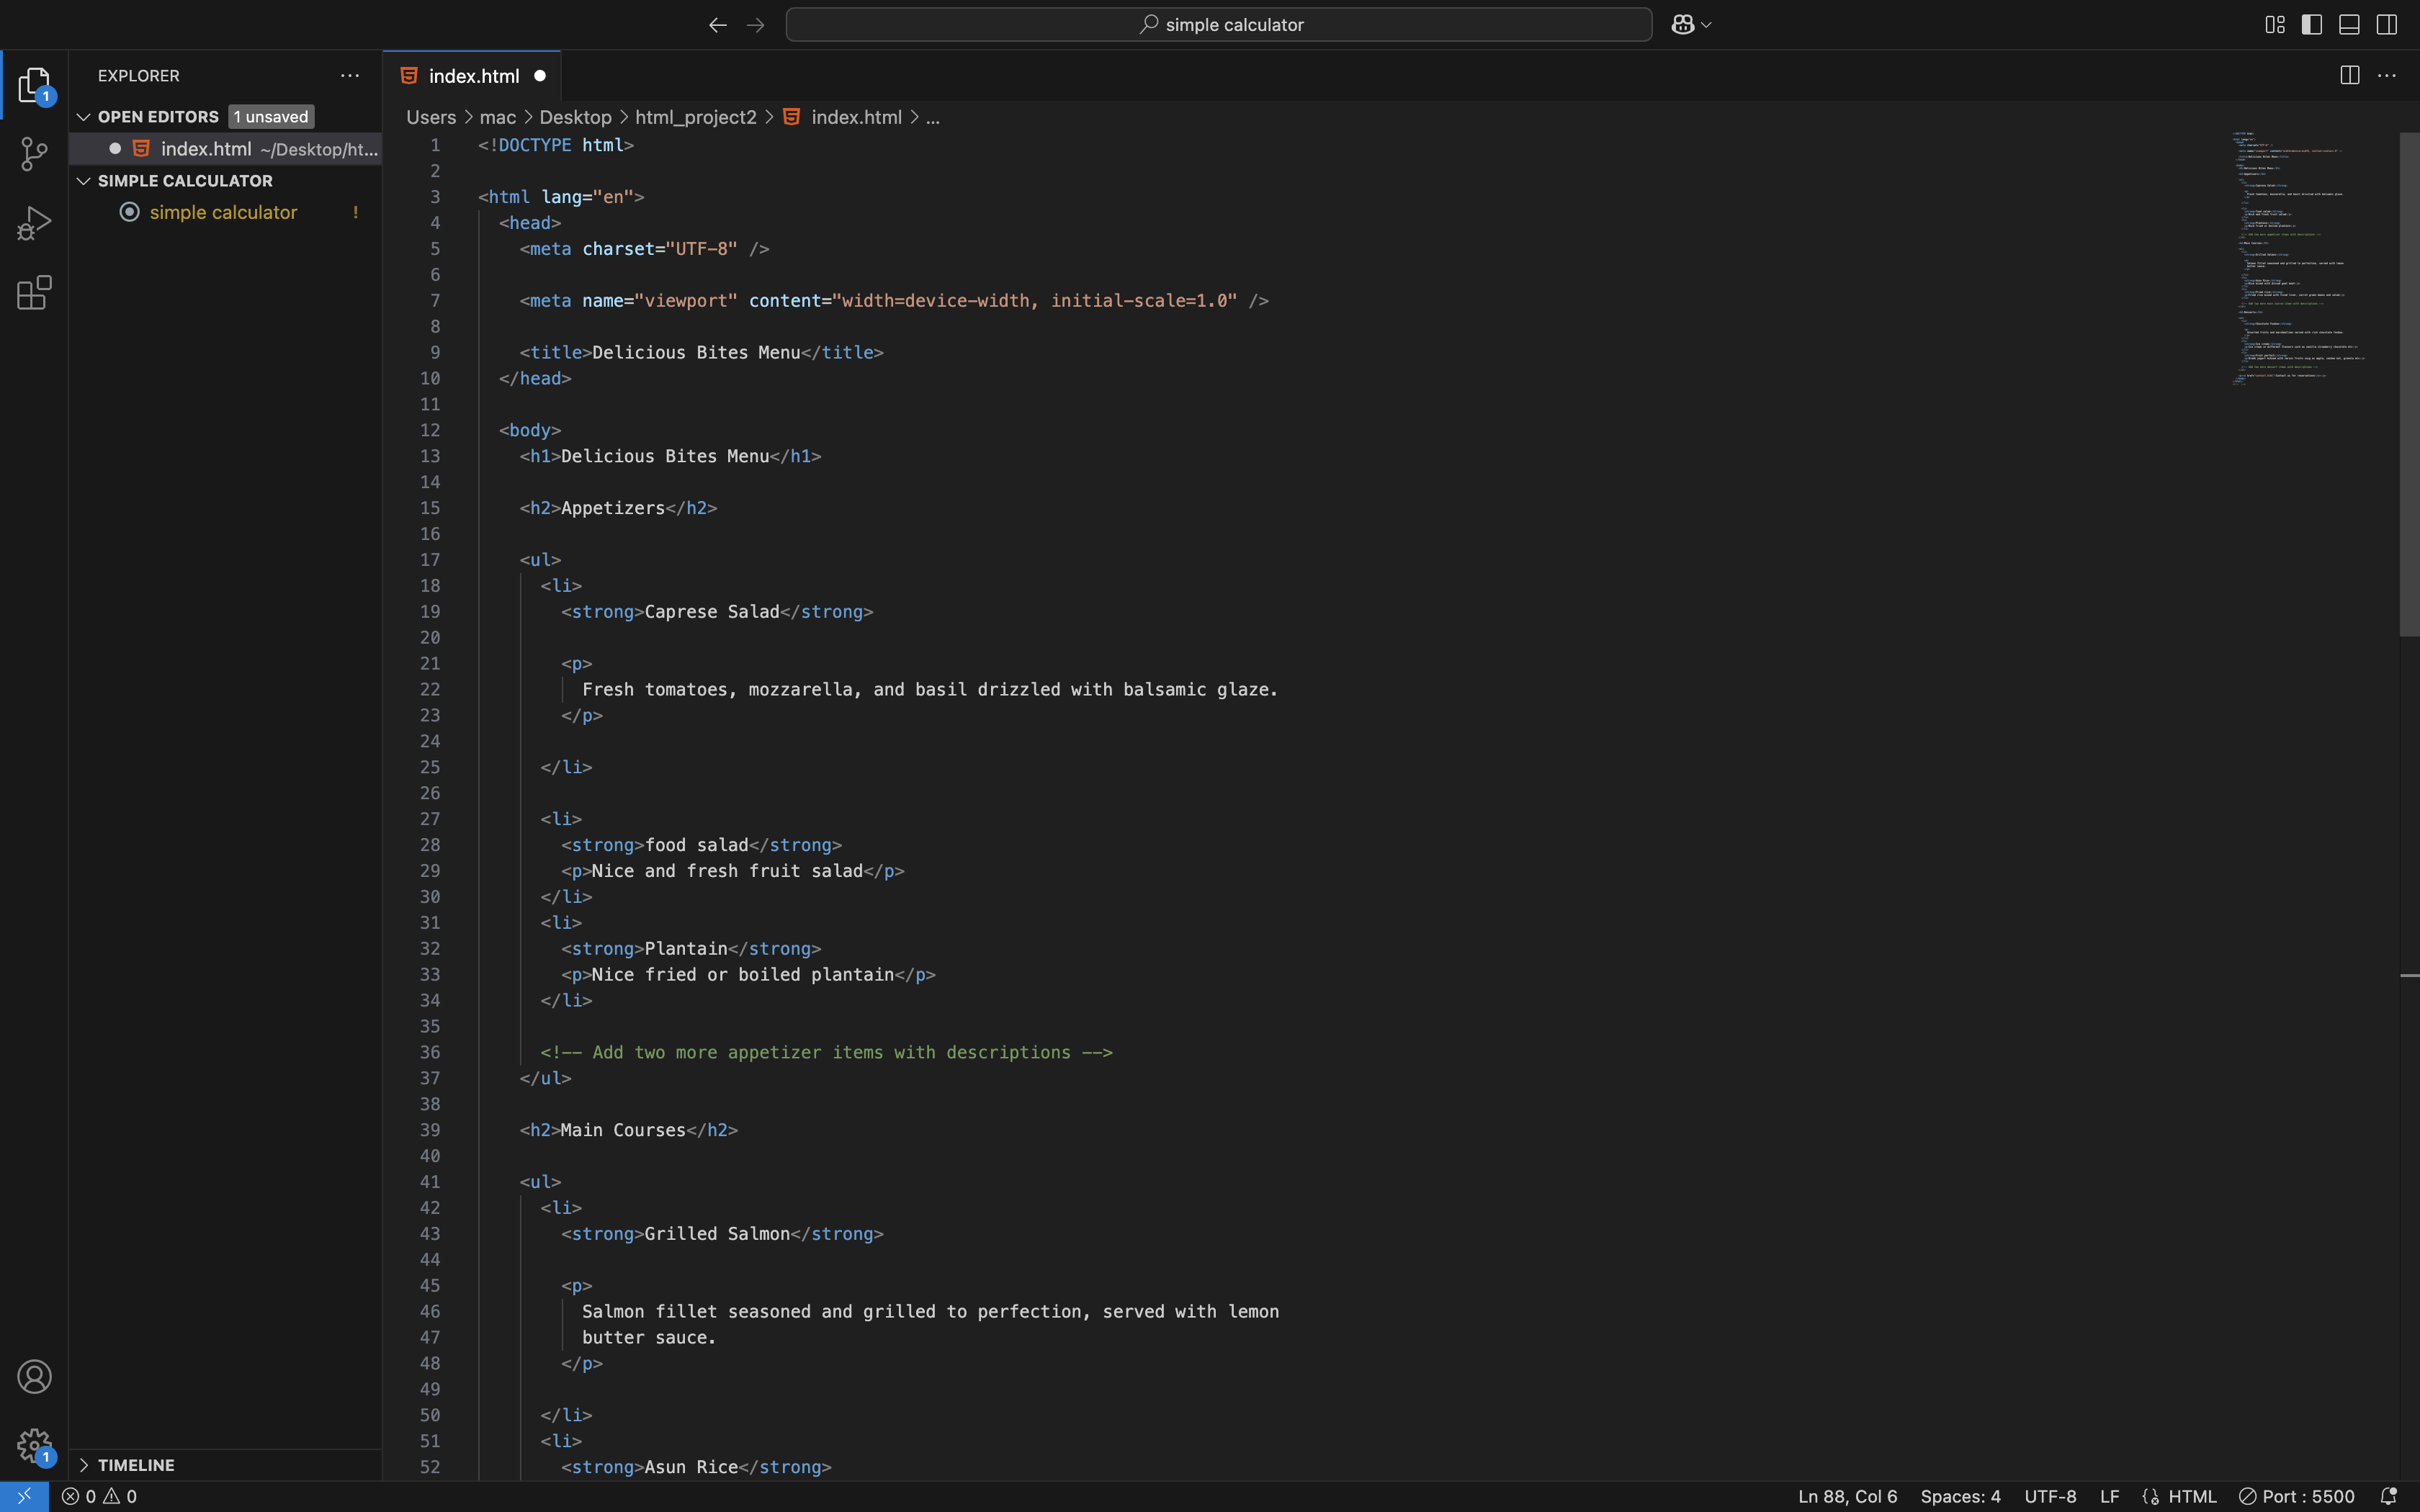 simple calculator
EXPLORER
OPEN EDITORS 1 unsaved
index.html ~/Desktop/ht...
SIMPLE CALCULATOR
simple calculator !
TIMELINE
1
1
index.html
Users > mac > Desktop > html_project2 > index.html > ...
1 <!DOCTYPE html>
2
3 <html lang="en">
4 <head>
5 <meta charset="UTF-8" />
6
7 <meta name="viewport" content="width=device-width, initial-scale=1.0" />
8
9 <title>Delicious Bites Menu</title>
10 </head>
11
12 <body>
13 <h1>Delicious Bites Menu</h1>
14
15 <h2>Appetizers</h2>
16
17 <ul>
18 <li>
19 <strong>Caprese Salad</strong>
20
21 <p>
22 Fresh tomatoes, mozzarella, and basil drizzled with balsamic glaze.
23 </p>
24
25 </li>
26
27 <li>
28 <strong>food salad</strong>
29 <p>Nice and fresh fruit salad</p>
30 </li>
31 <li>
32 <strong>Plantain</strong>
33 <p>Nice fried or boiled plantain</p>
34 </li>
35
36 <!-- Add two more appetizer items with descriptions -->
37 </ul>
38
39 <h2>Main Courses</h2>
40
41 <ul>
42 <li>
43 <strong>Grilled Salmon</strong>
44
45 <p>
46 Salmon fillet seasoned and grilled to perfection, served with lemon
47 butter sauce.
48 </p>
49
50 </li>
51 <li>
52 <strong>Asun Rice</strong>
0 0
Ln 88, Col 6 Spaces: 4 UTF-8 LF HTML Port : 5500